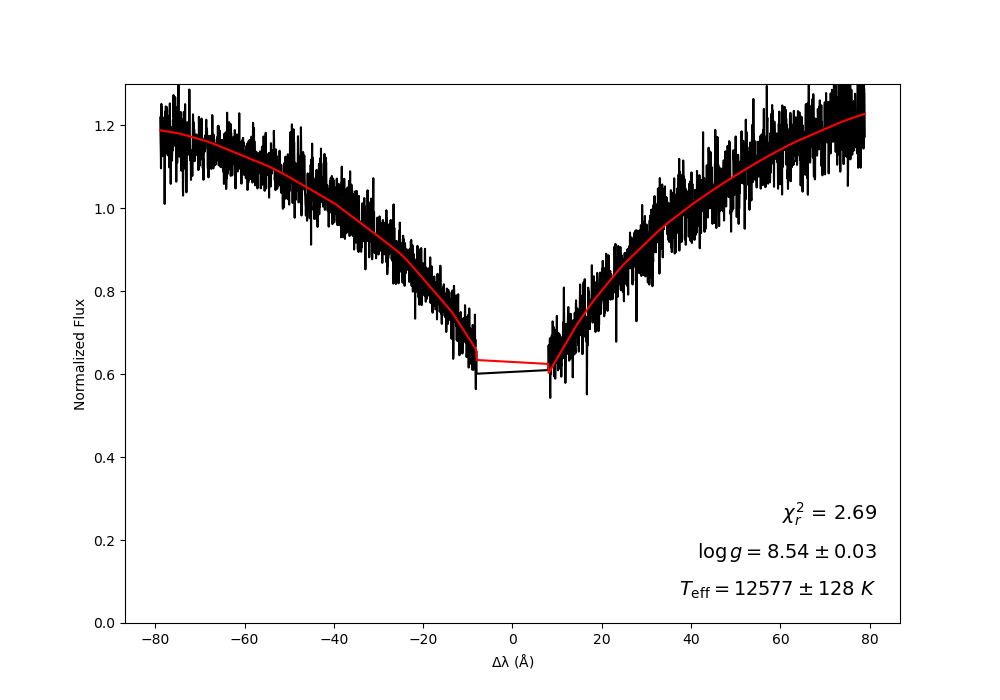 1.2
1.0
0.8
0.6
0.4
0.2
0.0
Normalized Flux
χ²ᵣ = 2.69
log g = 8.54 ± 0.03
T_eff = 12577 ± 128 K
−80 −60 −40 −20 0 20 40 60 80
Δλ (Å)